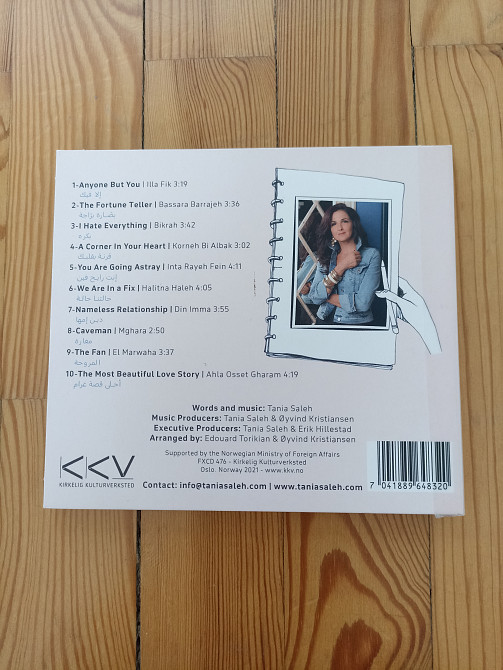 1-Anyone But You | Illa Fik 3:19
إلا فيك
2-The Fortune Teller | Bassara Barrajeh 3:36
بصارة براجة
3-I Hate Everything | Bikrah 3:42
بكره
4-A Corner In Your Heart | Korneh Bi Albak 3:02
قرنة بقلبك
5-You Are Going Astray | Inta Rayeh Fein 4:11
إنت رايح فين
6-We Are In a Fix | Halitna Haleh 4:05
حالتنا حالة
7-Nameless Relationship | Din Imma 3:55
دين إمها
8-Caveman | Mghara 2:50
مغارة
9-The Fan | El Marwaha 3:37
المروحة
10-The Most Beautiful Love Story | Ahla Osset Gharam 4:19
أحلى قصة غرام
Words and music: Tania Saleh
Music Producers: Tania Saleh & Øyvind Kristiansen
Executive Producers: Tania Saleh & Erik Hillestad
Arranged by: Edouard Torikian & Øyvind Kristiansen
Supported by the Norwegian Ministry of Foreign Affairs
FXCD 476 - Kirkelig Kulturverksted
Oslo. Norway 2021 - www.kkv.no
KKV
KIRKELIG KULTURVERKSTED
Contact: info@taniasaleh.com | www.taniasaleh.com
7 041889 648320